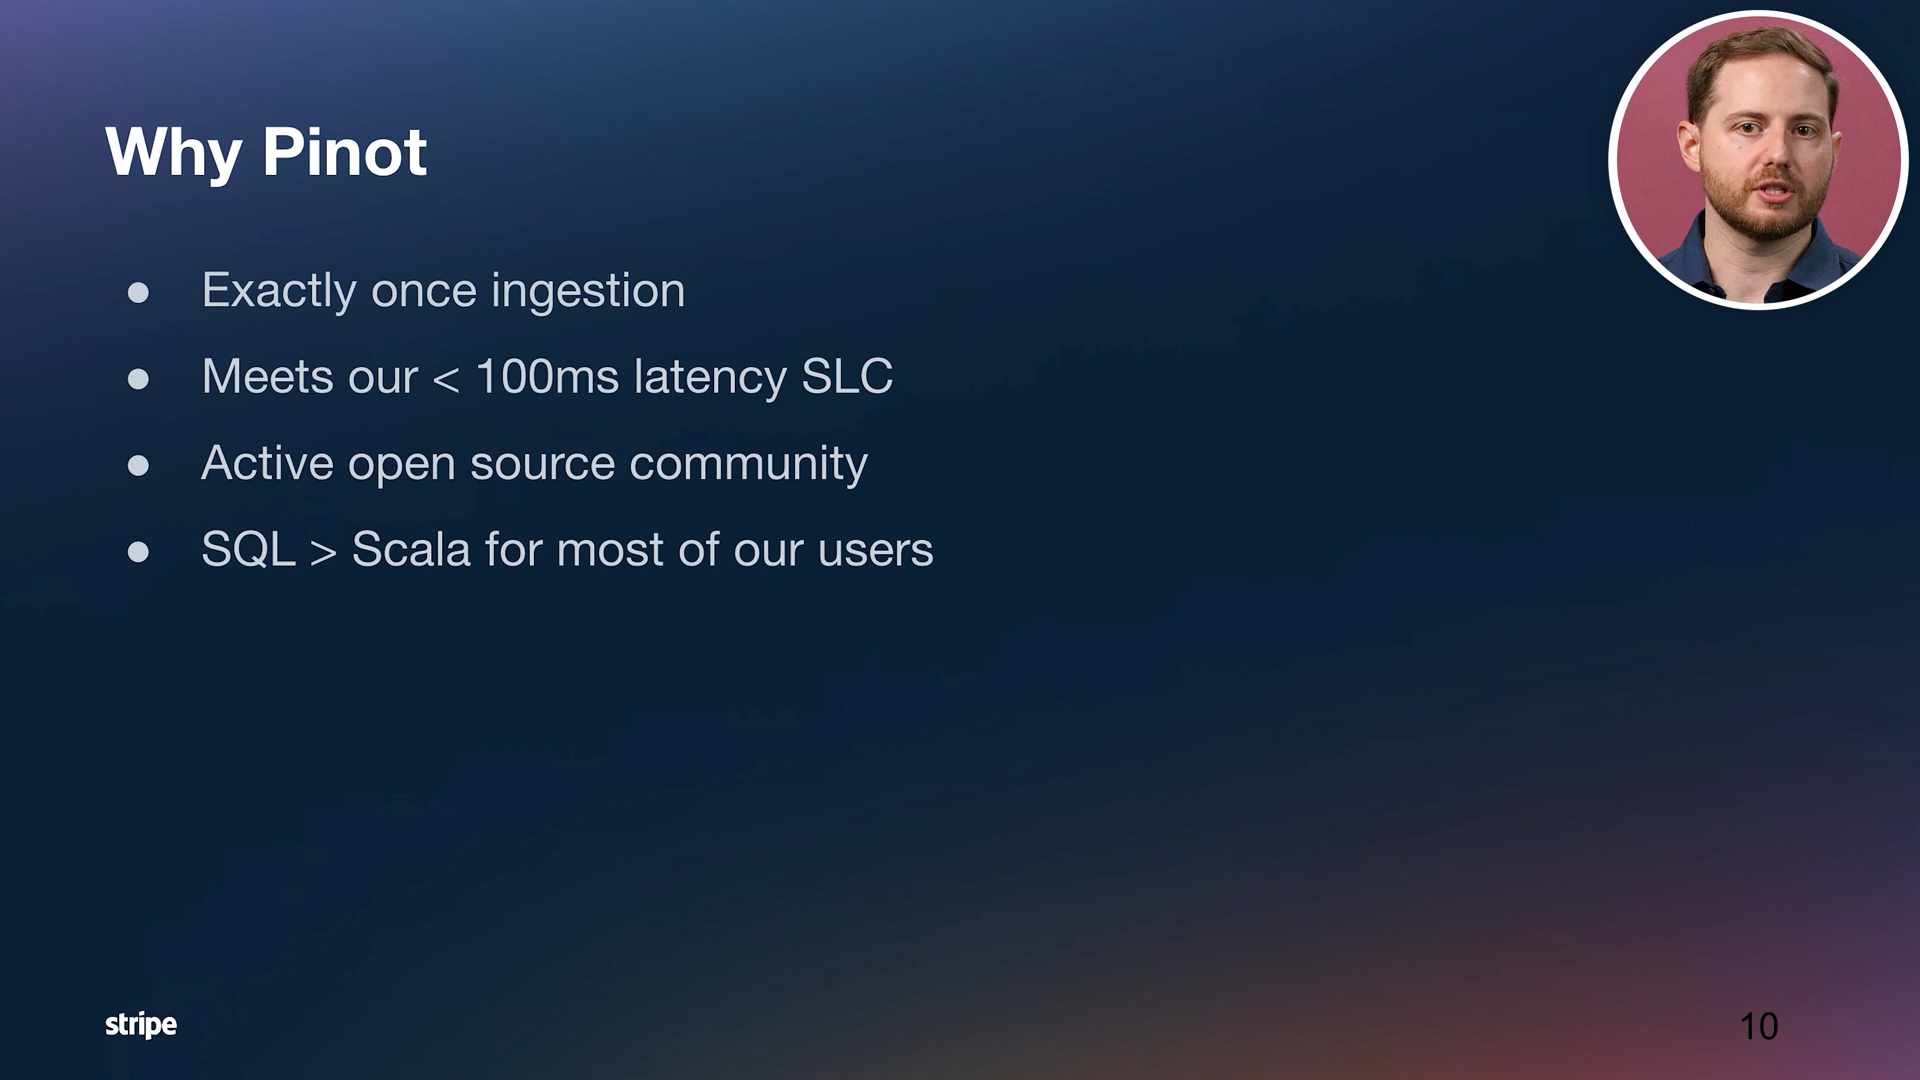 Why Pinot
● Exactly once ingestion
● Meets our < 100ms latency SLC
● Active open source community
● SQL > Scala for most of our users
stripe
10